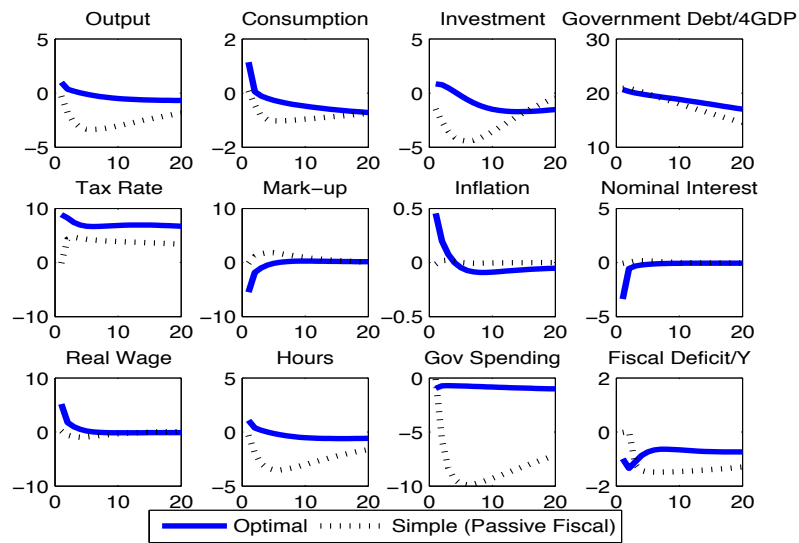 Output Consumption Investment Government Debt/4GDP
5 2 5 30
0 0 0 20
−5 −2 −5 10
0 10 20 0 10 20 0 10 20 0 10 20
Tax Rate Mark−up Inflation Nominal Interest
10 10 0.5 5
0 0 0 0
−10 −10 −0.5 −5
0 10 20 0 10 20 0 10 20 0 10 20
Real Wage Hours Gov Spending Fiscal Deficit/Y
10 5 0 2
0 0 −5 0
−10 −5 −10 −2
0 10 20 0 10 20 0 10 20 0 10 20
Optimal Simple (Passive Fiscal)